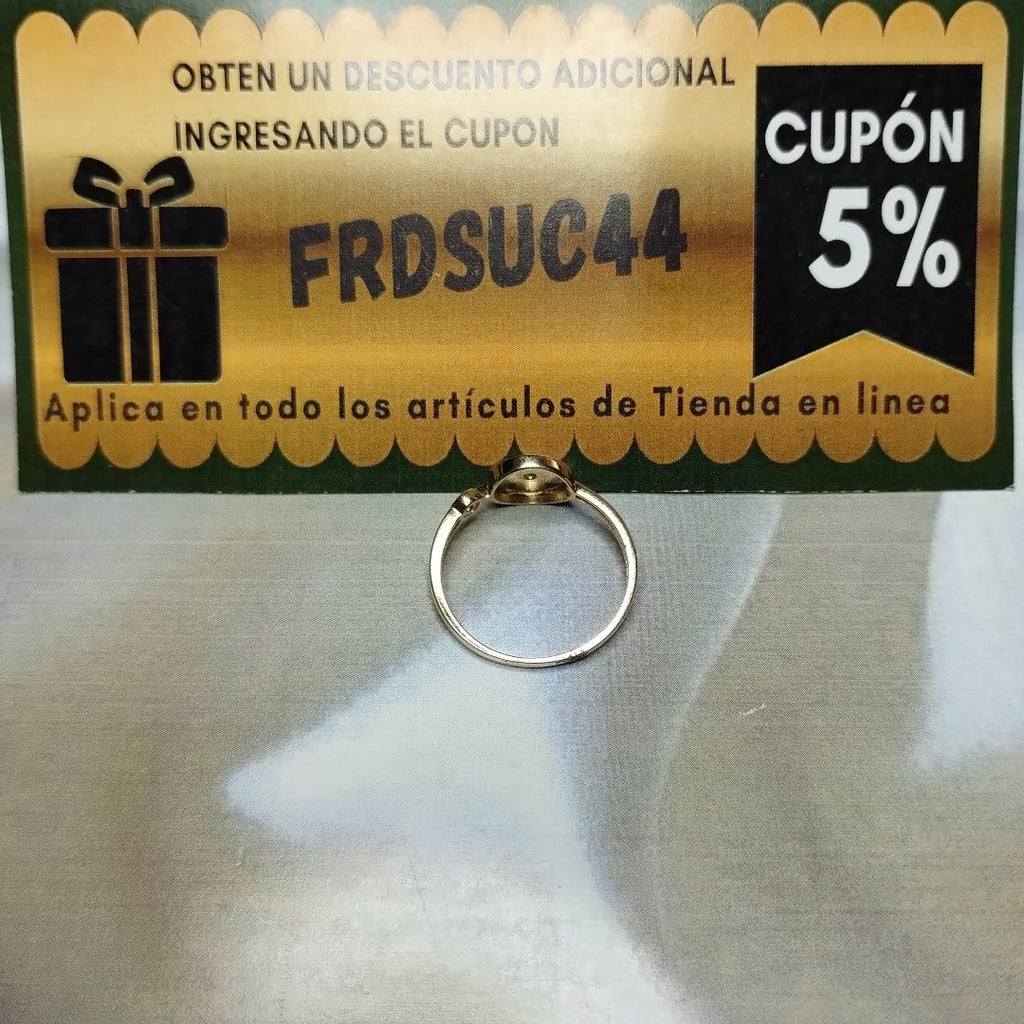 OBTEN UN DESCUENTO ADICIONAL
INGRESANDO EL CUPON
FRDSUC44
CUPÓN
5%
Aplica en todo los artículos de Tienda en linea